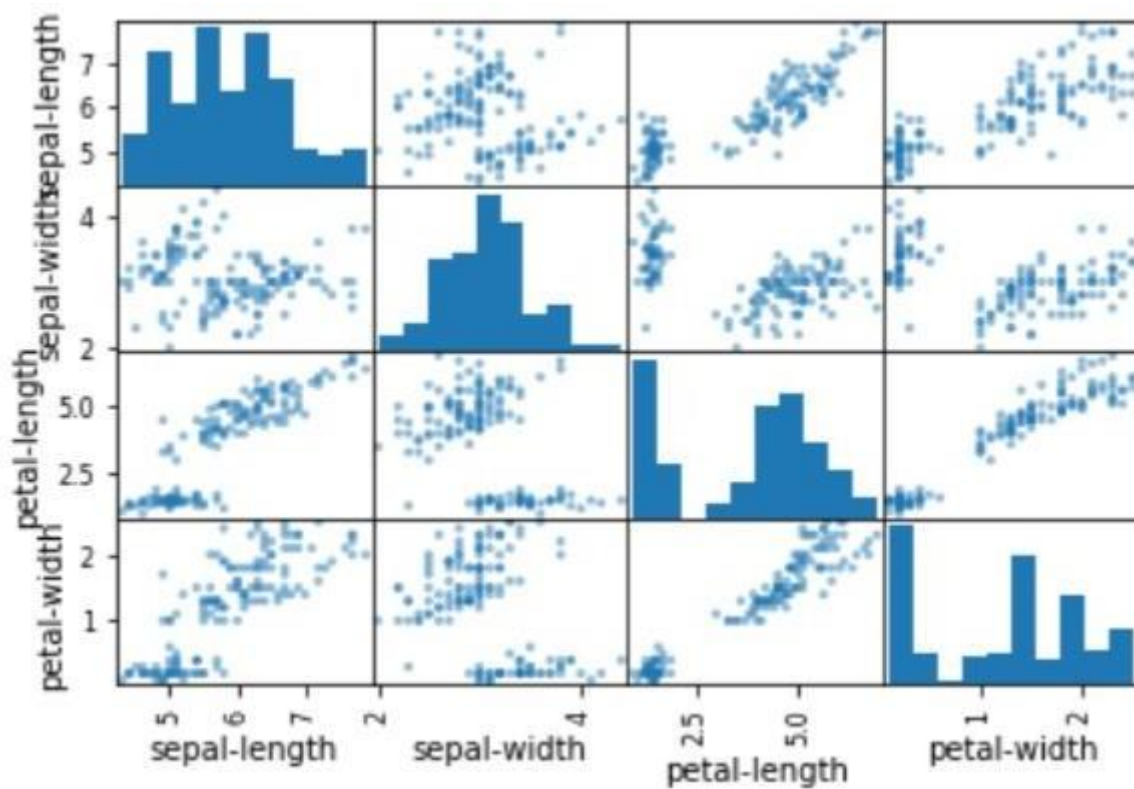 sepal-length
7
6
5
sepal-width
4
2
petal-length
5.0
2.5
petal-width
2
1
5 6 7 2 4 2.5 5.0 1 2
sepal-length sepal-width petal-length petal-width